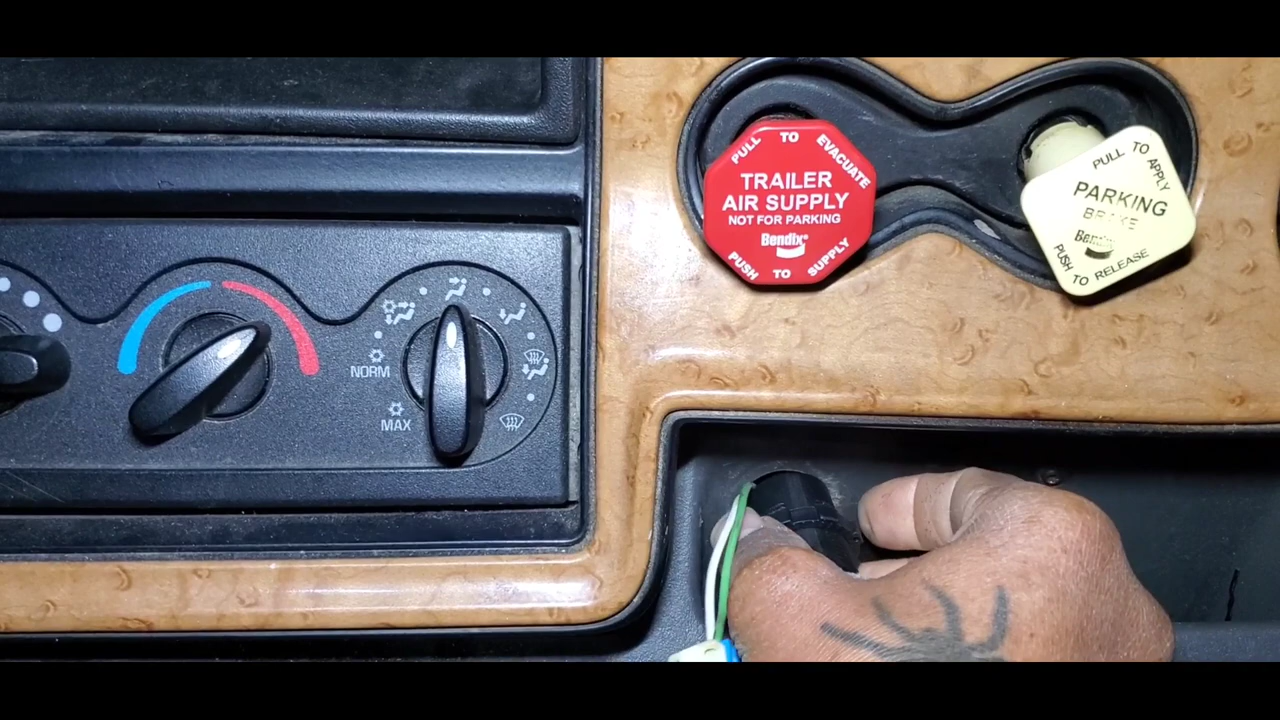 PULL TO EVACUATE
TRAILER
AIR SUPPLY
NOT FOR PARKING
Bendix
PUSH TO SUPPLY
PULL TO APPLY
PARKING
BRAKE
Bendix
PUSH TO RELEASE
NORM
MAX